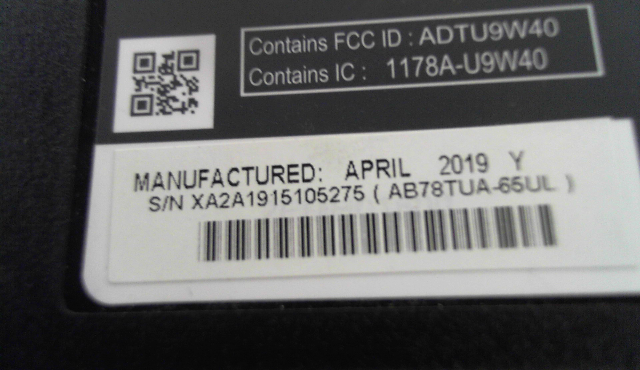 Contains FCC ID : ADTU9W40
Contains IC : 1178A-U9W40
MANUFACTURED: APRIL 2019 Y
S/N XA2A1915105275 ( AB78TUA-65UL )